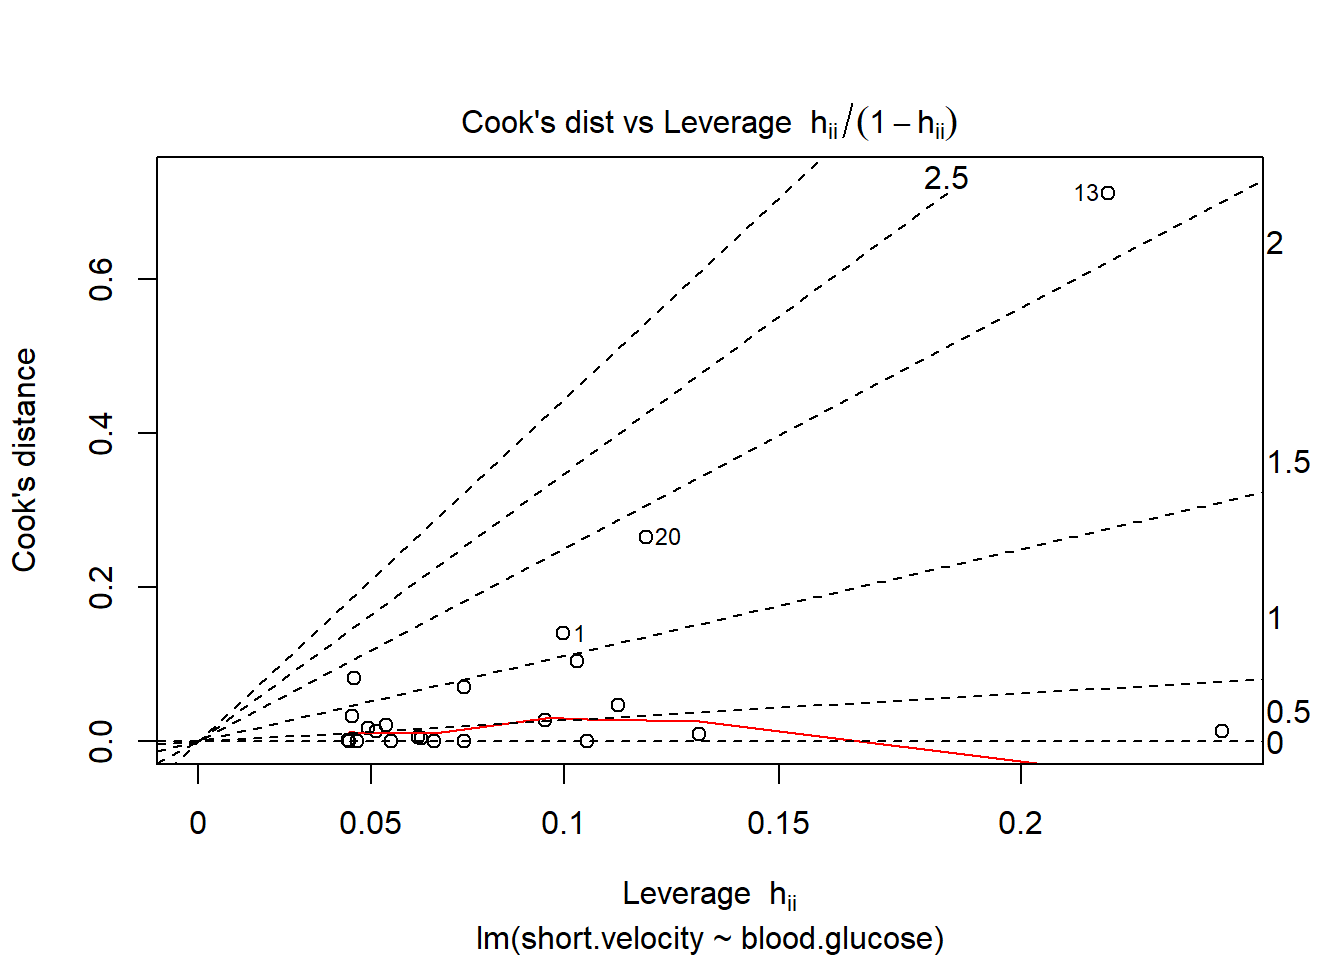 Cook's dist vs Leverage hᵢᵢ/(1 − hᵢᵢ)
2.5
13
2
0.6
1.5
0.4
Cook's distance
20
0.2
1
1
0.5
0.0
0
0 0.05 0.1 0.15 0.2
Leverage hᵢᵢ
lm(short.velocity ~ blood.glucose)